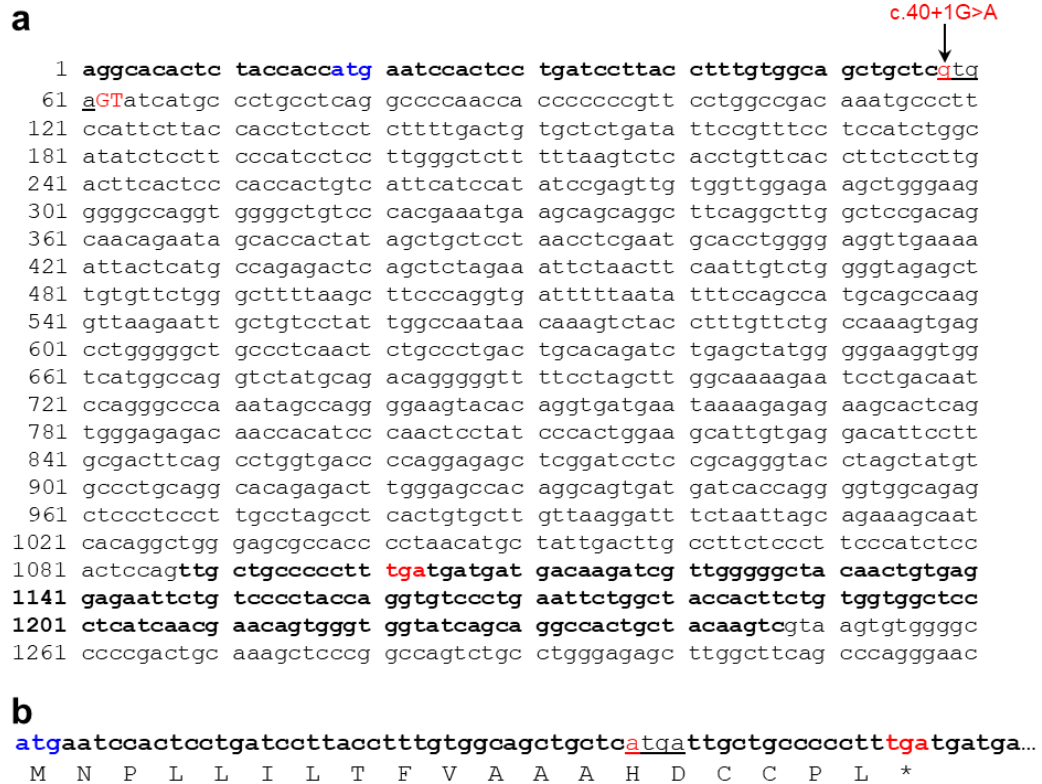 a
c.40+1G>A
1 aggcacactc taccaccatg aatccactcc tgatccttac ctttgtggca gctgctcgtg
61 aGTatcatgc cctgcctcag gccccaacca cccccccgtt cctggccgac aaatgccctt
121 ccattcttac cacctctcct cttttgactg tgctctgata ttccgtttcc tccatctggc
181 atatctcctt cccatcctcc ttgggctctt tttaagtctc acctgttcac cttctccttg
241 acttcactcc caccactgtc attcatccat atccgagttg tggttggaga agctgggaag
301 ggggccaggt ggggctgtcc cacgaaatga agcagcaggc ttcaggcttg gctccgacag
361 caacagaata gcaccactat agctgctcct aacctcgaat gcacctgggg aggttgaaaa
421 attactcatg ccagagactc agctctagaa attctaactt caattgtctg gggtagagct
481 tgtgttctgg gcttttaagc ttcccaggtg atttttaata tttccagcca tgcagccaag
541 gttaagaatt gctgtcctat tggccaataa caaagtctac ctttgttctg ccaaagtgag
601 cctgggggct gccctcaact ctgccctgac tgcacagatc tgagctatgg gggaaggtgg
661 tcatggccag gtctatgcag acagggggtt ttcctagctt ggcaaaagaa tcctgacaat
721 ccagggccca aatagccagg ggaagtacac aggtgatgaa taaaagagag aagcactcag
781 tgggagagac aaccacatcc caactcctat cccactggaa gcattgtgag gacattcctt
841 gcgacttcag cctggtgacc ccaggagagc tcggatcctc cgcagggtac ctagctatgt
901 gccctgcagg cacagagact tgggagccac aggcagtgat gatcaccagg ggtggcagag
961 ctccctccct tgcctagcct cactgtgctt gttaaggatt tctaattagc agaaagcaat
1021 cacaggctgg gagcgccacc cctaacatgc tattgacttg ccttctccct tcccatctcc
1081 actccagttg ctgcccccttt tgatgatgat gacaagatcg ttgggggcta caactgtgag
1141 gagaattctg tcccctacca ggtgtccctg aattctggct accacttctg tggtggctcc
1201 ctcatcaacg aacagtgggt ggtatcagca ggccactgct acaagtcgta agtgtggggc
1261 ccccgactgc aaagctcccg gccagtctgc ctgggagagc ttggcttcag cccagggaac
b
atgaatccactcctgatccttacctttgtggcagctgctcatgattgctgccccctttgatgatga...
M N P L L I L T F V A A A H D C C P L *